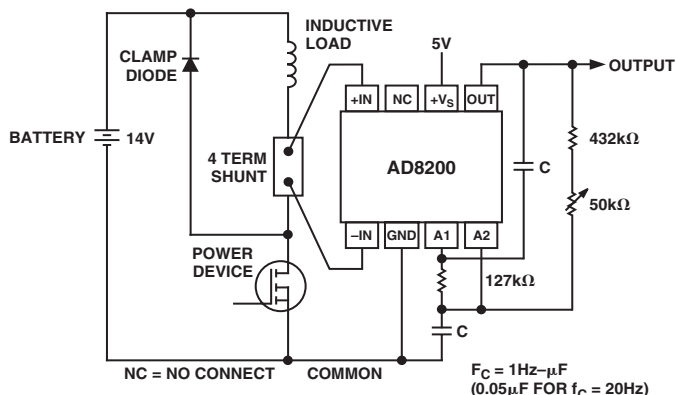 INDUCTIVE
LOAD
CLAMP
DIODE
5V
OUTPUT
+IN
NC
+VS
OUT
BATTERY
14V
4 TERM
SHUNT
AD8200
C
432kΩ
50kΩ
–IN
GND
A1
A2
POWER
DEVICE
127kΩ
C
NC = NO CONNECT
COMMON
FC = 1Hz–μF
(0.05μF FOR fC = 20Hz)